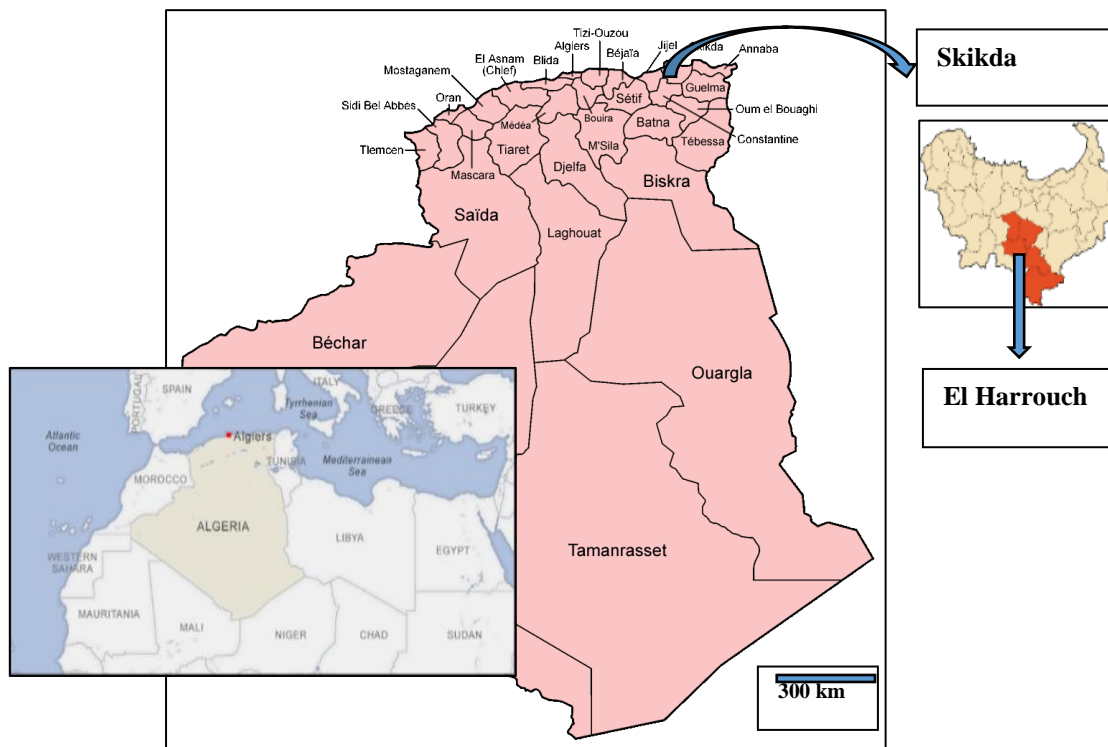 Tizi-Ouzou
Algiers
Béjaïa
Jijel
Skikda
Annaba
El Asnam
(Chlef)
Blida
Mostaganem
Guelma
Oran
Sétif
Sidi Bel Abbès
Oum el Bouaghi
Médéa
Bouira
Batna
Constantine
Tlemcen
Tiaret
M'Sila
Tébessa
Mascara
Djelfa
Biskra
Saïda
Laghouat
Béchar
Ouargla
Tamanrasset
300 km
Skikda
El Harrouch
PORTUGAL
SPAIN
ITALY
Tyrrhenian
Sea
GREECE
TURKEY
Atlantic
Ocean
Algiers
TUNISIA
Mediterranean
Sea
MOROCCO
ALGERIA
LIBYA
EGYPT
WESTERN
SAHARA
MAURITANIA
MALI
NIGER
CHAD
SUDAN